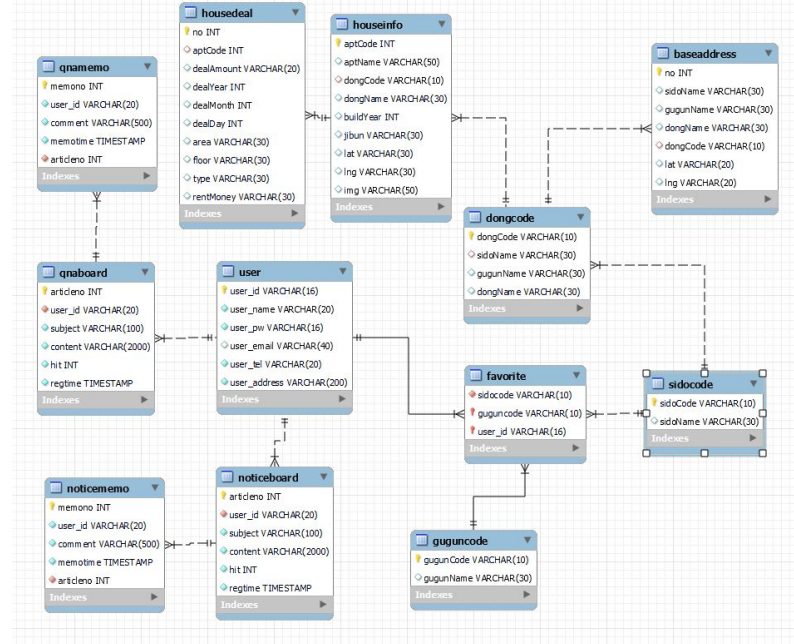 housedeal
no INT
aptCode INT
dealAmount VARCHAR(20)
dealYear INT
dealMonth INT
dealDay INT
area VARCHAR(30)
floor VARCHAR(30)
type VARCHAR(30)
rentMoney VARCHAR(30)
Indexes
houseinfo
aptCode INT
aptName VARCHAR(50)
dongCode VARCHAR(10)
dongName VARCHAR(30)
buildYear INT
jibun VARCHAR(30)
lat VARCHAR(30)
lng VARCHAR(30)
img VARCHAR(50)
Indexes
baseaddress
no INT
sidoName VARCHAR(30)
gugunName VARCHAR(30)
dongName VARCHAR(30)
dongCode VARCHAR(10)
lat VARCHAR(20)
lng VARCHAR(20)
Indexes
qnamemo
memono INT
user_id VARCHAR(20)
comment VARCHAR(500)
memotime TIMESTAMP
articleno INT
Indexes
dongcode
dongCode VARCHAR(10)
sidoName VARCHAR(30)
gugunName VARCHAR(30)
dongName VARCHAR(30)
Indexes
qnaboard
articleno INT
user_id VARCHAR(20)
subject VARCHAR(100)
content VARCHAR(2000)
hit INT
regtime TIMESTAMP
Indexes
user
user_id VARCHAR(16)
user_name VARCHAR(20)
user_pw VARCHAR(16)
user_email VARCHAR(40)
user_tel VARCHAR(20)
user_address VARCHAR(200)
Indexes
favorite
sidocode VARCHAR(10)
guguncode VARCHAR(10)
user_id VARCHAR(16)
Indexes
sidocode
sidoCode VARCHAR(10)
sidoName VARCHAR(30)
Indexes
noticememo
memono INT
user_id VARCHAR(20)
comment VARCHAR(500)
memotime TIMESTAMP
articleno INT
Indexes
noticeboard
articleno INT
user_id VARCHAR(20)
subject VARCHAR(100)
content VARCHAR(2000)
hit INT
regtime TIMESTAMP
Indexes
guguncode
gugunCode VARCHAR(10)
gugunName VARCHAR(30)
Indexes